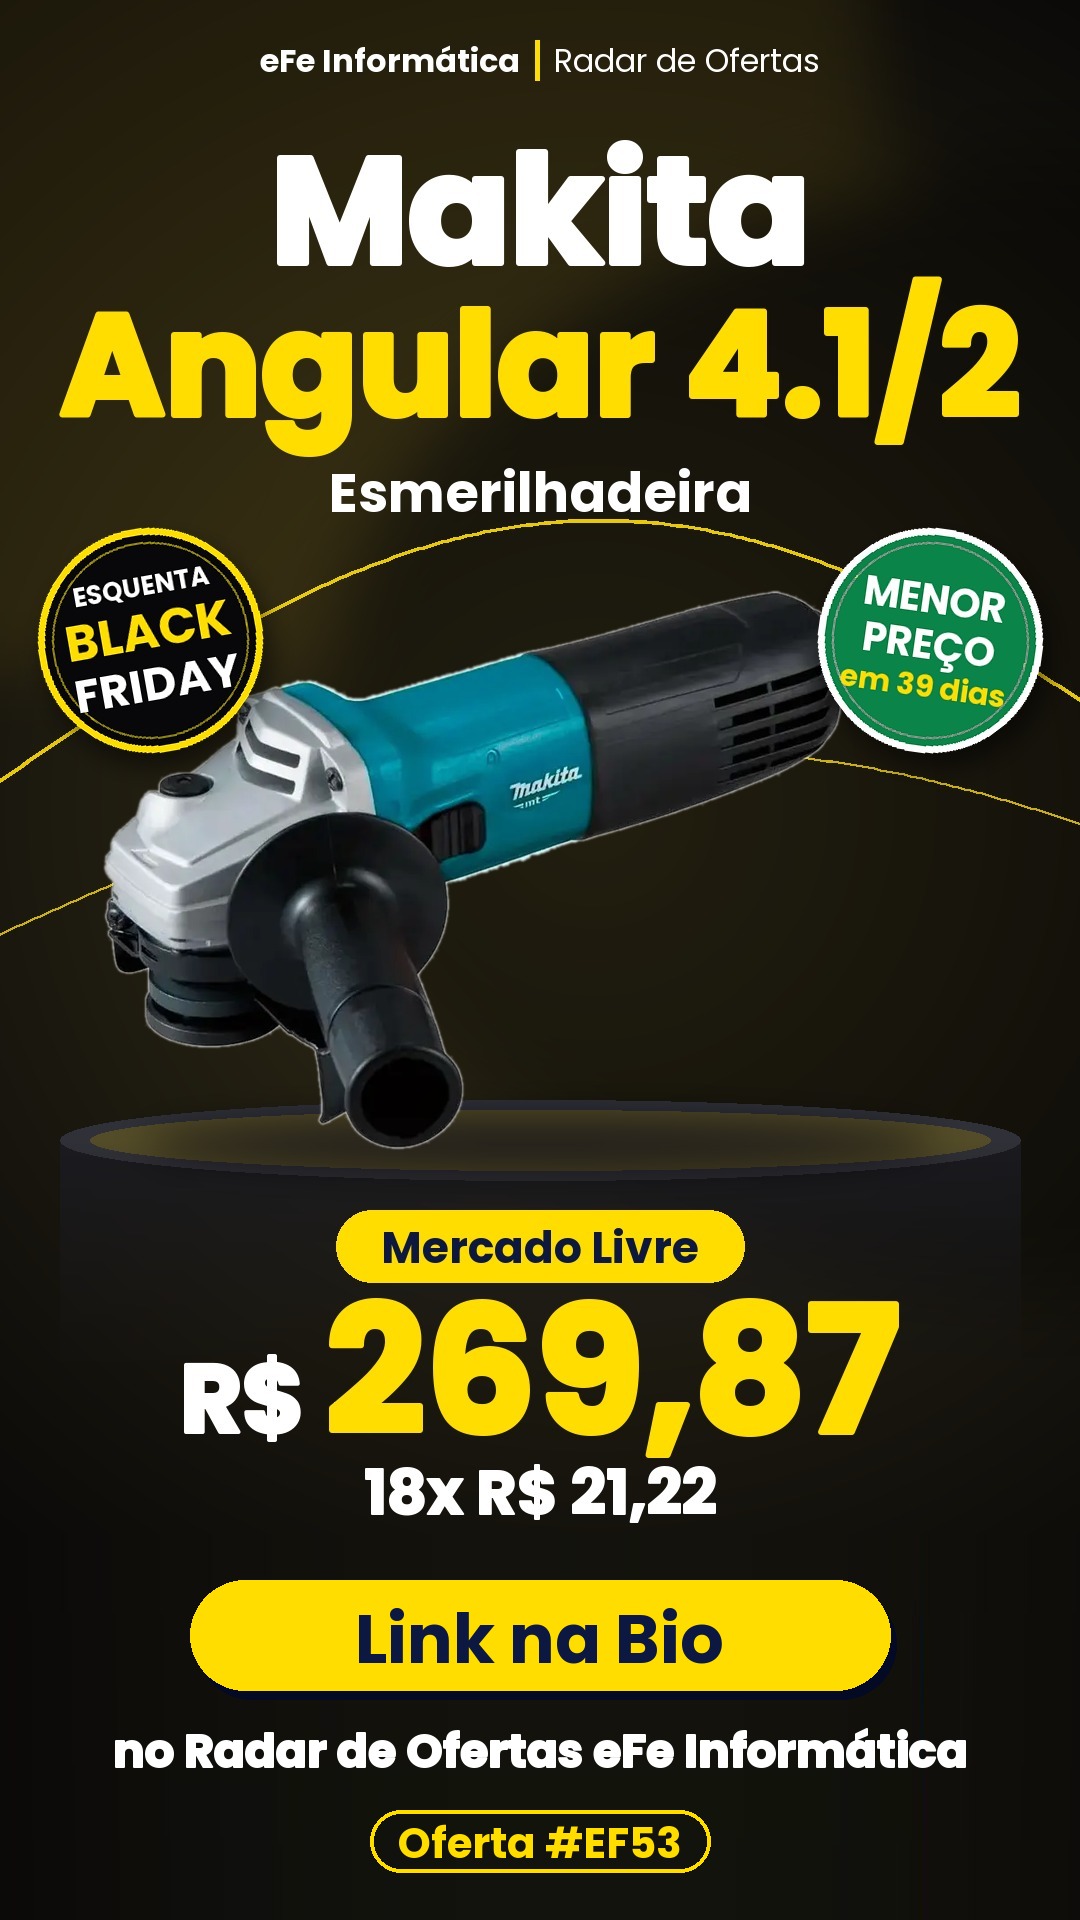 eFe Informática | Radar de Ofertas
Makita
Angular 4.1/2
Esmerilhadeira
ESQUENTA
BLACK
FRIDAY
MENOR
PREÇO
em 39 dias
makita
mt
Mercado Livre
R$ 269,87
18x R$ 21,22
Link na Bio
no Radar de Ofertas eFe Informática
Oferta #EF53